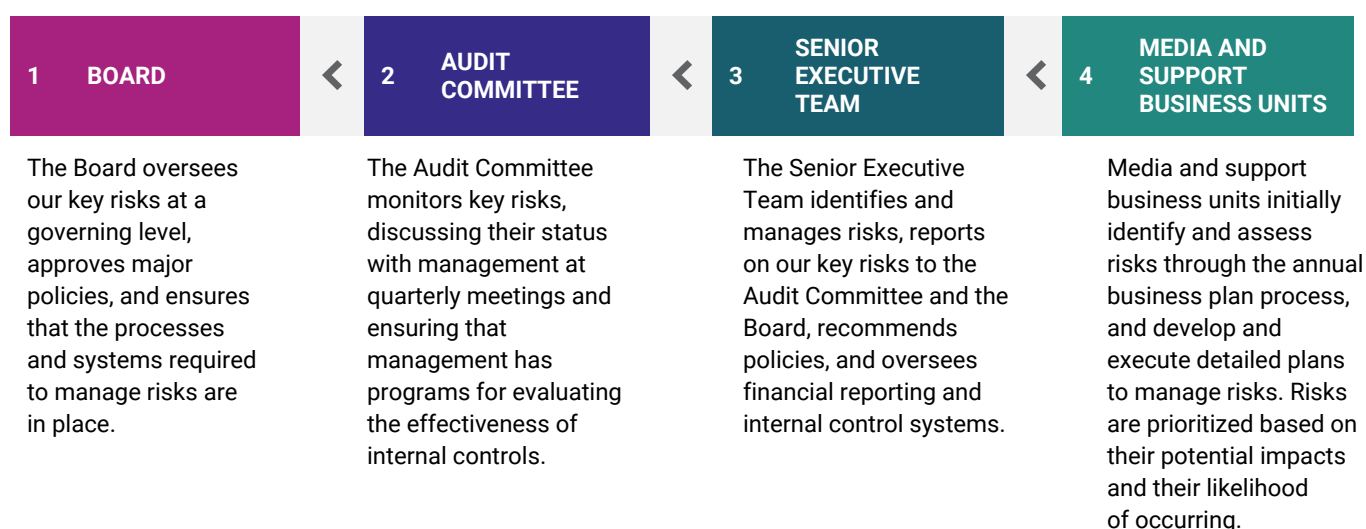 1 BOARD
The Board oversees
our key risks at a
governing level,
approves major
policies, and ensures
that the processes
and systems required
to manage risks are
in place.
2 AUDIT
COMMITTEE
The Audit Committee
monitors key risks,
discussing their status
with management at
quarterly meetings and
ensuring that
management has
programs for evaluating
the effectiveness of
internal controls.
3 SENIOR
EXECUTIVE
TEAM
The Senior Executive
Team identifies and
manages risks, reports
on our key risks to the
Audit Committee and the
Board, recommends
policies, and oversees
financial reporting and
internal control systems.
4 MEDIA AND
SUPPORT
BUSINESS UNITS
Media and support
business units initially
identify and assess
risks through the annual
business plan process,
and develop and
execute detailed plans
to manage risks. Risks
are prioritized based on
their potential impacts
and their likelihood
of occurring.